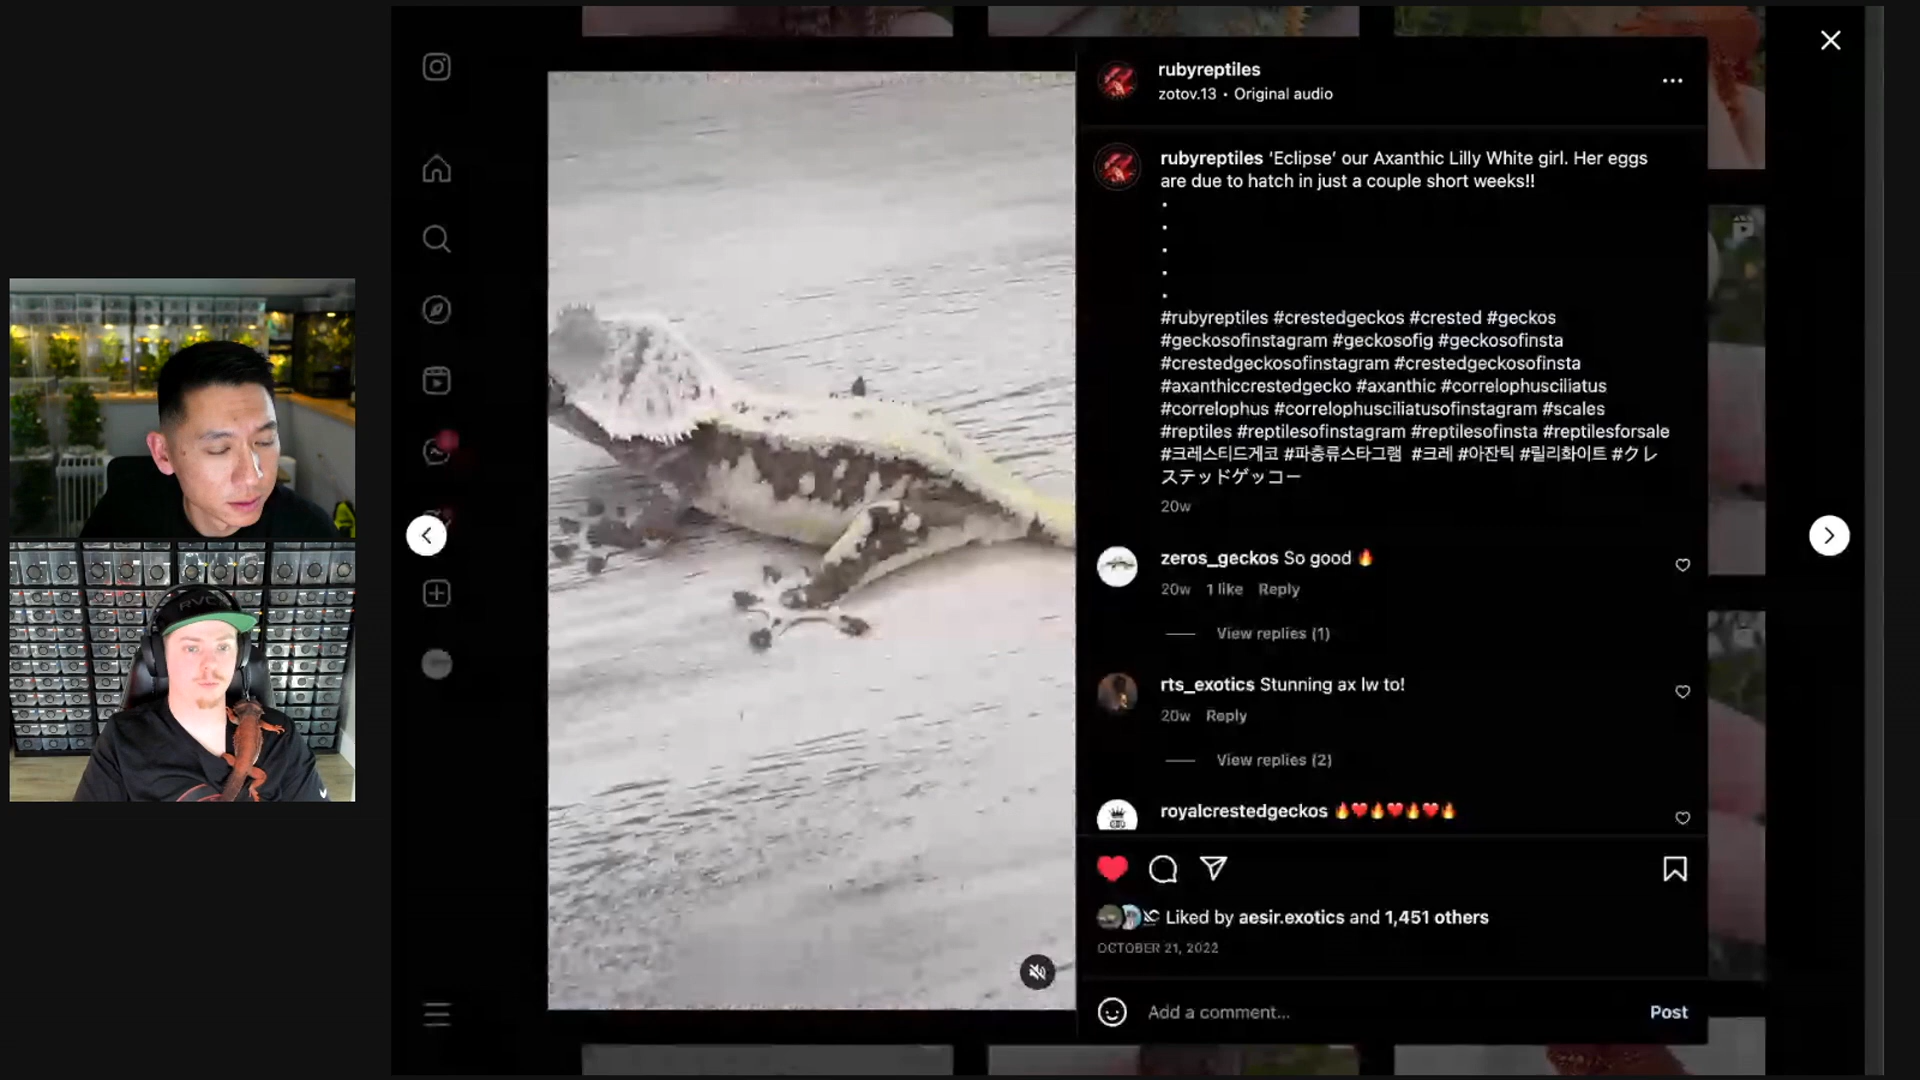 rubyreptiles
zotov.13 • Original audio
rubyreptiles ‘Eclipse’ our Axanthic Lilly White girl. Her eggs
are due to hatch in just a couple short weeks!!
.
.
.
.
.
#rubyreptiles #crestedgeckos #crested #geckos
#geckosofinstagram #geckosofig #geckosofinsta
#crestedgeckosofinstagram #crestedgeckosofinsta
#axanthiccrestedgecko #axanthic #correlophusciliatus
#correlophus #correlophusciliatusofinstagram #scales
#reptiles #reptilesofinstagram #reptilesofinsta #reptilesforsale
#크레스티드게코 #파충류스타그램 #크레 #아잔틱 #릴리화이트 #クレ
ステッドゲッコー
20w
zeros_geckos So good 🔥
20w 1 like Reply
View replies (1)
rts_exotics Stunning ax lw to!
20w Reply
View replies (2)
royalcrestedgeckos 🔥❤️🔥❤️🔥❤️🔥
Liked by aesir.exotics and 1,451 others
OCTOBER 21, 2022
Add a comment...
Post